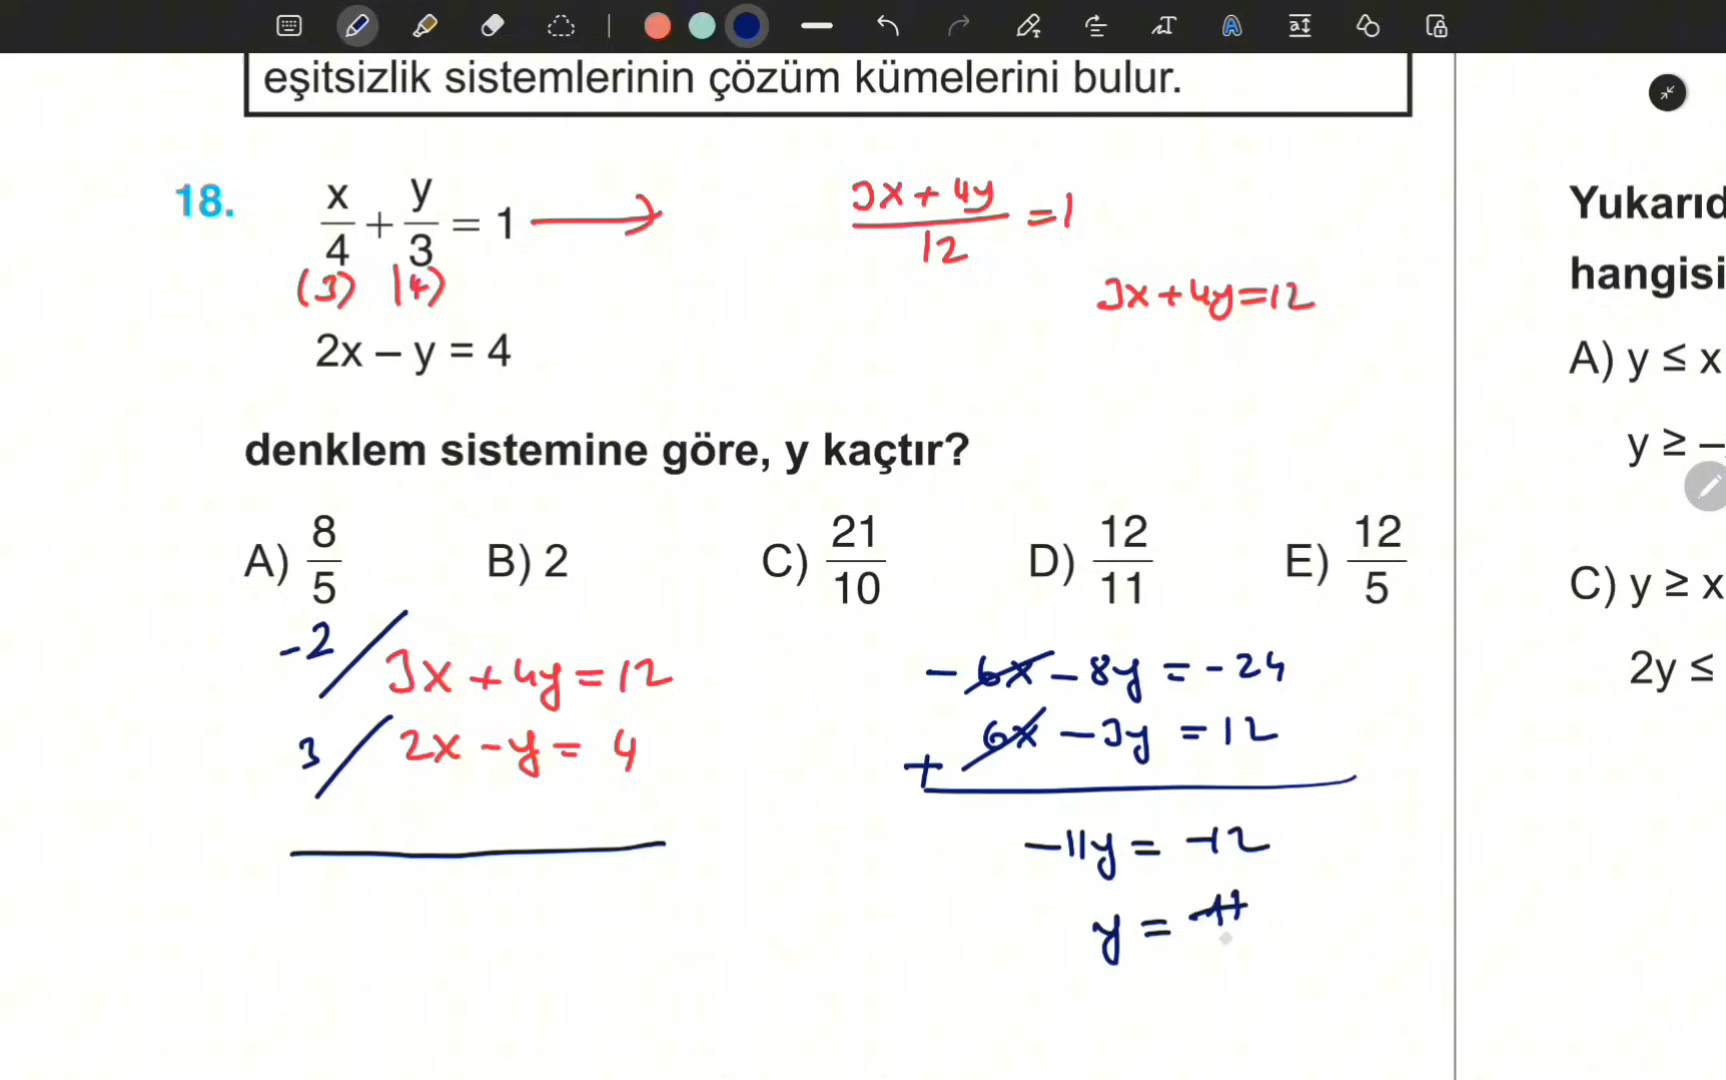 eşitsizlik sistemlerinin çözüm kümelerini bulur.
18. x/4 + y/3 = 1
(3) (4)
3x + 4y / 12 = 1
3x + 4y = 12
2x – y = 4
denklem sistemine göre, y kaçtır?
A) 8/5 B) 2 C) 21/10 D) 12/11 E) 12/5
-2 / 3x + 4y = 12
3 / 2x - y = 4
- 6x - 8y = -24
6x - 3y = 12
+
-11y = -12
y =
Yukarıd
hangisi
A) y ≤ x
y ≥ –
C) y ≥ x
2y ≤